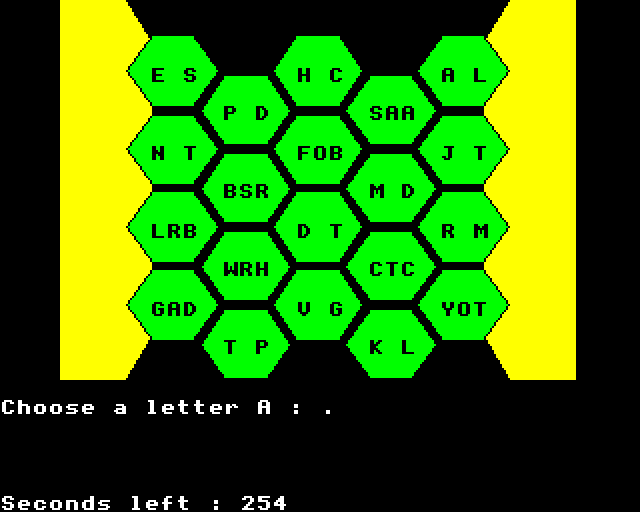 E S
H C
A L
P D
SAA
N T
FOB
J T
BSR
M D
LRB
D T
R M
WRH
CTC
GAD
V G
YOT
T P
K L
Choose a letter A : .
Seconds left : 254